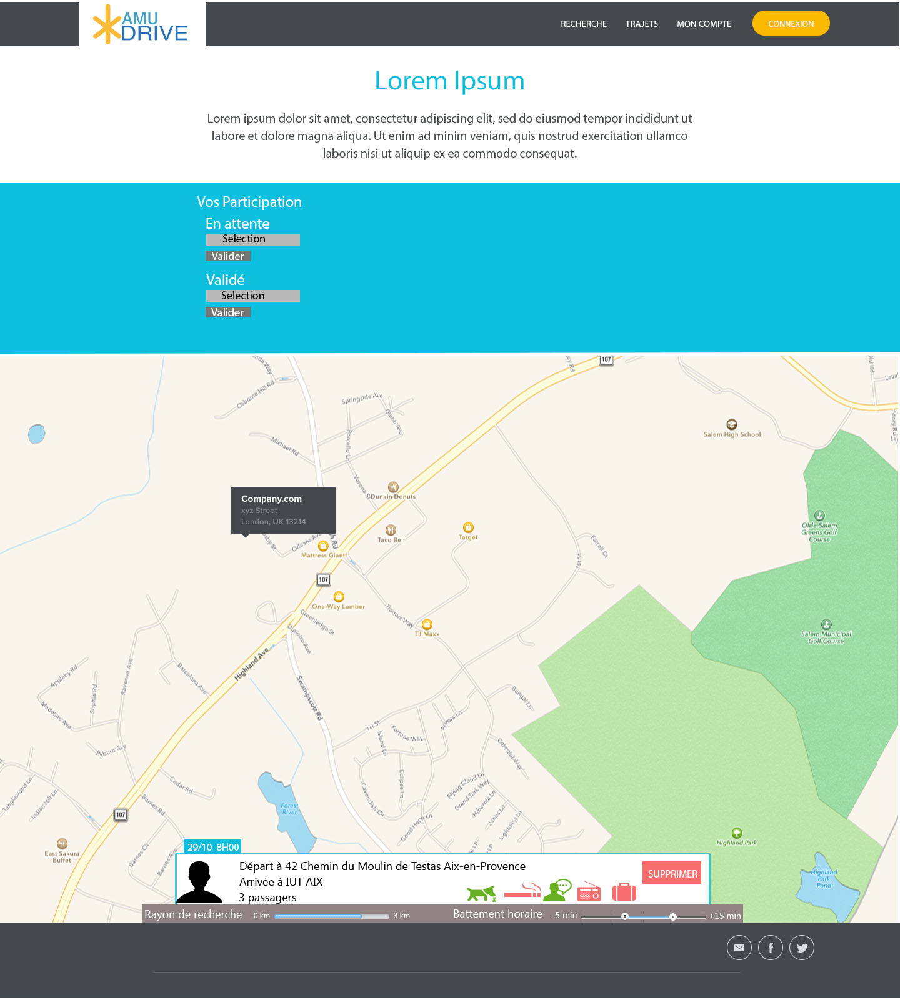 AMU
DRIVE
RECHERCHE
TRAJETS
MON COMPTE
CONNEXION
Lorem Ipsum
Lorem ipsum dolor sit amet, consectetur adipiscing elit, sed do eiusmod tempor incididunt ut
labore et dolore magna aliqua. Ut enim ad minim veniam, quis nostrud exercitation ullamco
laboris nisi ut aliquip ex ea commodo consequat.
Vos Participation
En attente
Selection
Valider
Validé
Selection
Valider
107
Osborne Hill Rd
Springside Ave
Glenn Ave
Porcello Ln
Michael Rd
Verona
Salem High School
Dunkin Donuts
Company.com
xyz Street
London, UK 13214
Taco Bell
Target
Orleans Ave
Mattress Giant
Farrell Ct
1st St
Olde Salem
Greens Golf
Course
107
One-Way Lumber
Greenledge St
Dipietro Ave
Traders Way
TJ Maxx
Salem Municipal
Golf Course
Highland Ave
Appleby Rd
Ravenna Ave
Barcelona Ave
Sophia Rd
Madeline Ave
Swampscott Rd
Bengal Ln
Aurora Ln
1st St
Fortune Way
Island Ln
Celestial Way
Pyburn Ave
Cedar Rd
Tanglewood Ln
Indian Hill Ln
Barnes Rd
Eclipse Ln
Cavendish Cir
Flying Cloud Ln
Grand Turk Way
Hibernia Ln
Janus Ln
Lightning Ln
Good Hope Ln
Forest
River
107
East Sakura
Buffet
Barnes Cir
Barnes Ave
Highland Park
Highland
Park
Pond
29/10 8H00
Départ à 42 Chemin du Moulin de Testas Aix-en-Provence
Arrivée à IUT AIX
3 passagers
SUPPRIMER
Rayon de recherche
0 km
3 km
Battement horaire
-5 min
+15 min